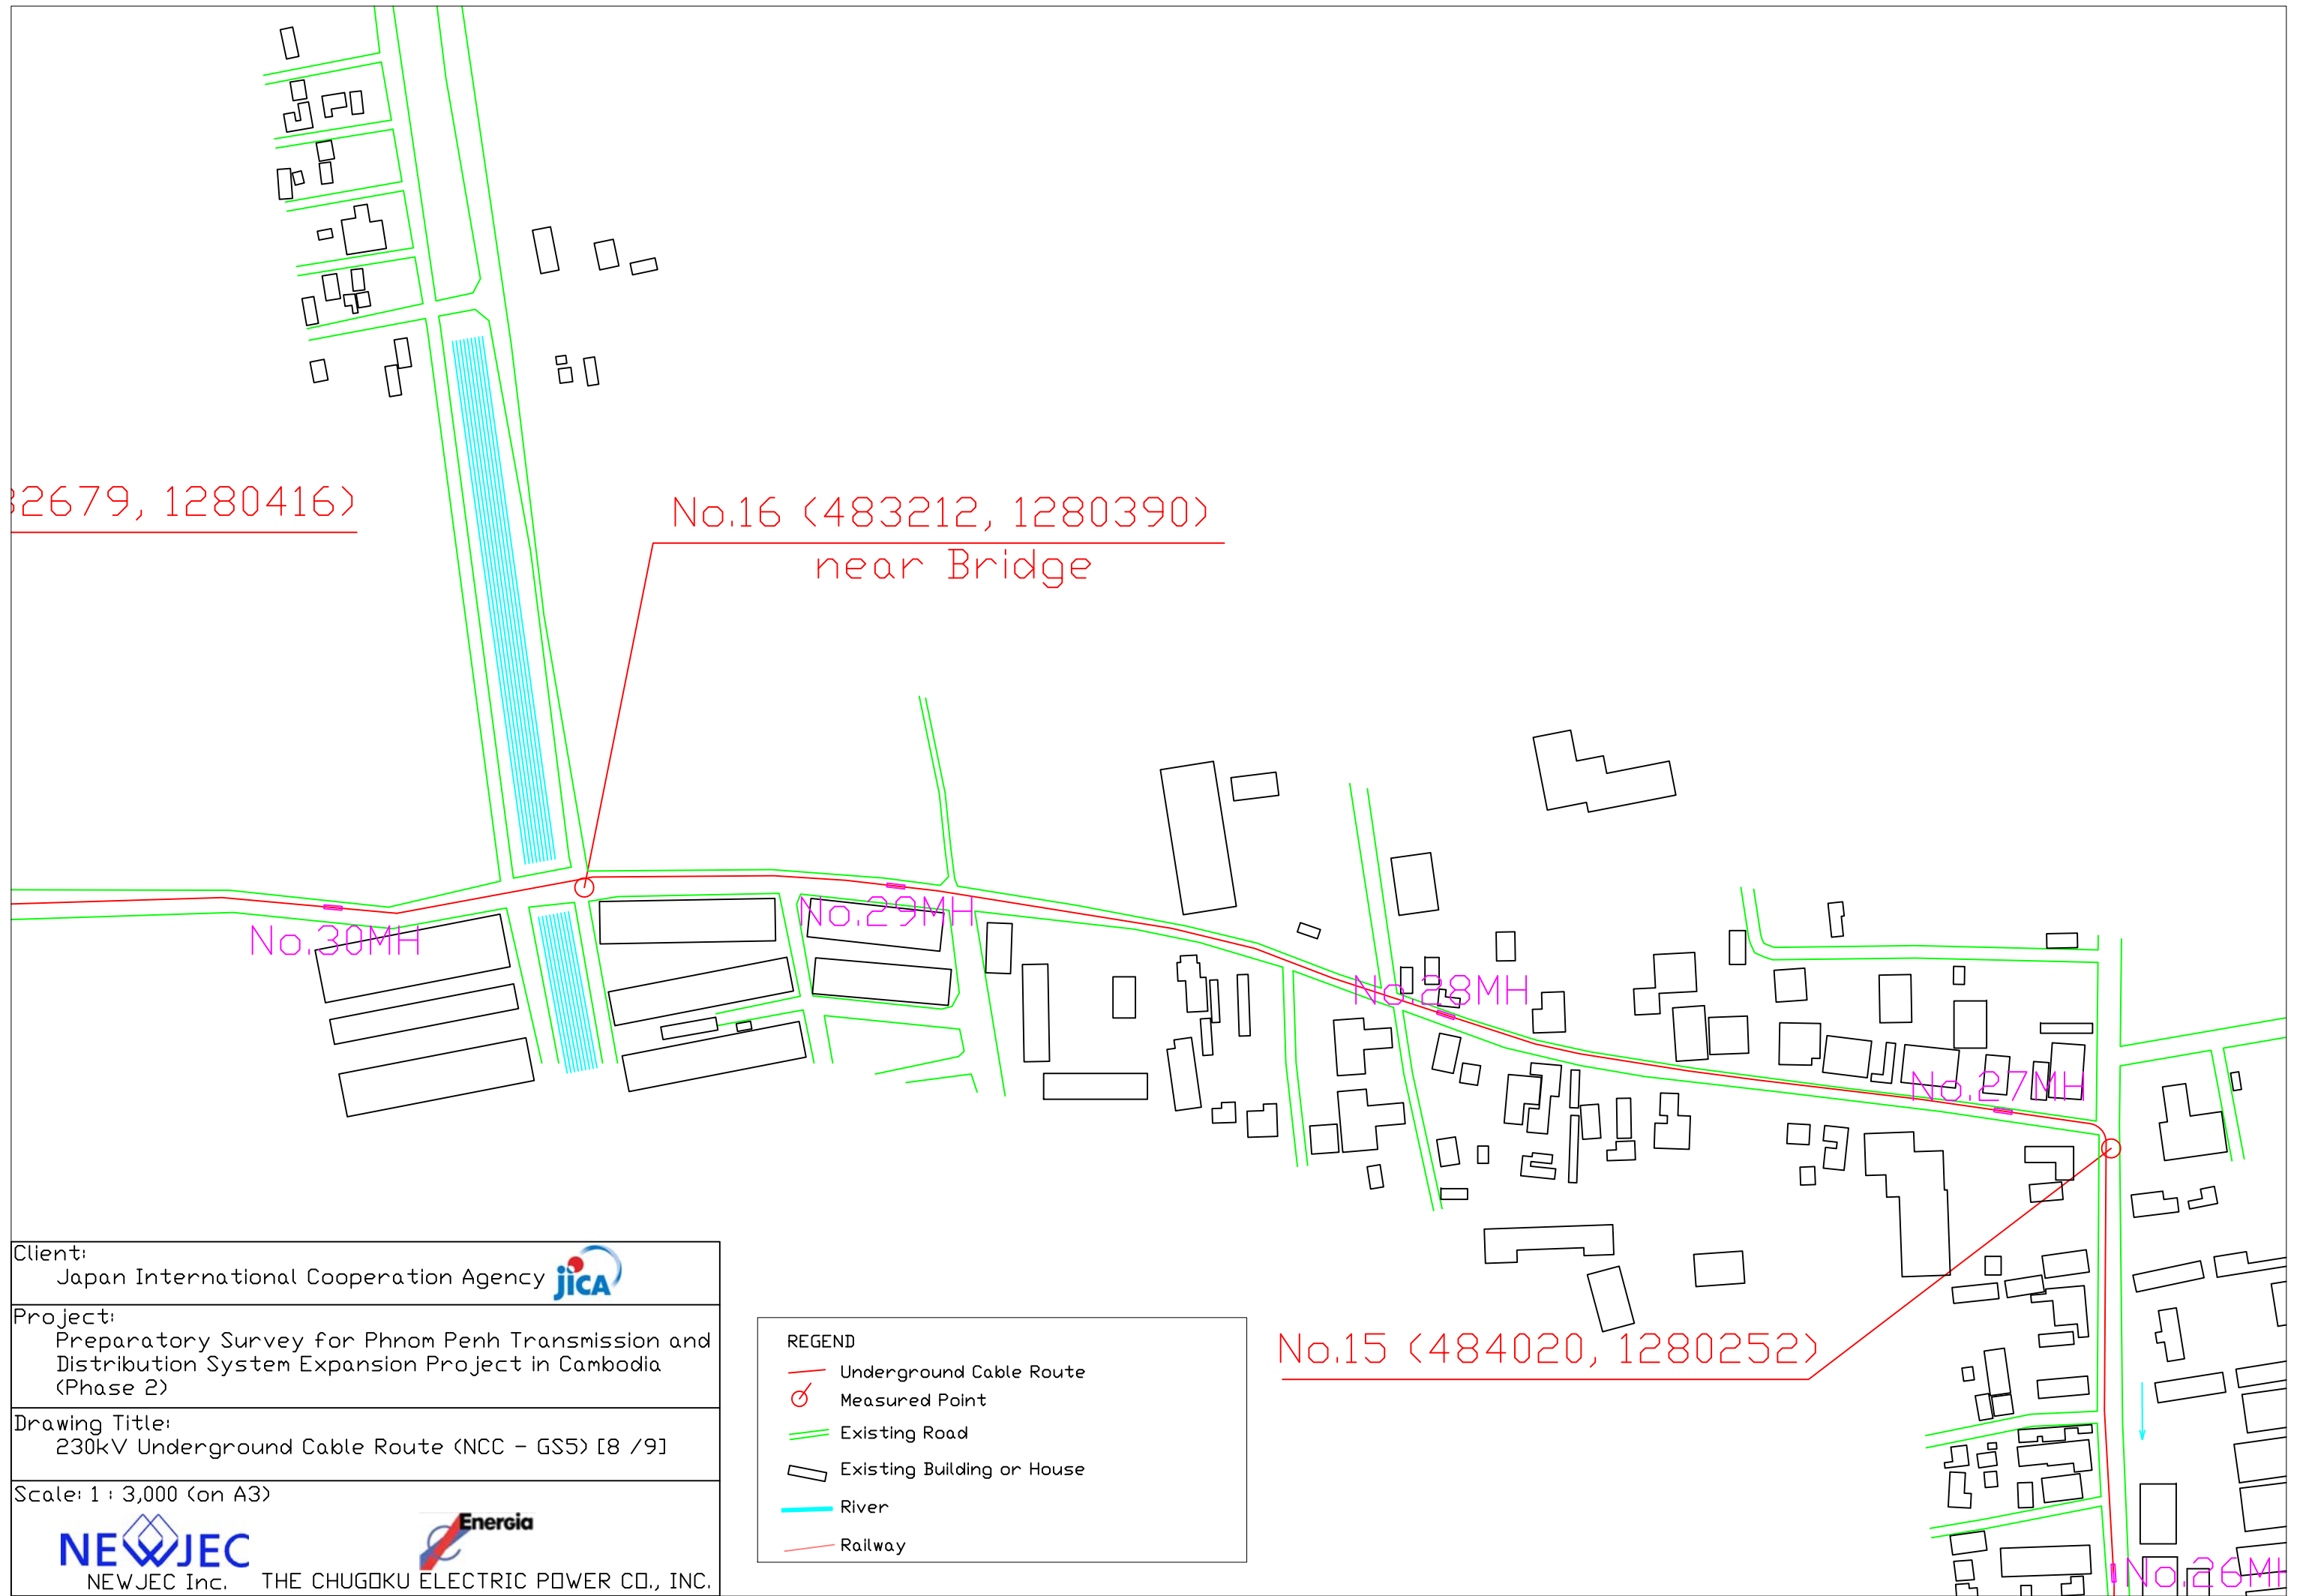 32679, 1280416)
No.16 (483212, 1280390)
near Bridge
No.29MH
No.30MH
No.28MH
No.27MH
No.15 (484020, 1280252)
No.26MH
Client:
Japan International Cooperation Agency
JICA
Project:
Preparatory Survey for Phnom Penh Transmission and
Distribution System Expansion Project in Cambodia
(Phase 2)
Drawing Title:
230kV Underground Cable Route (NCC - GS5) [8 /9]
Scale: 1 : 3,000 (on A3)
NEWJEC
NEWJEC Inc.
Energia
THE CHUGOKU ELECTRIC POWER CO., INC.
REGEND
Underground Cable Route
Measured Point
Existing Road
Existing Building or House
River
Railway